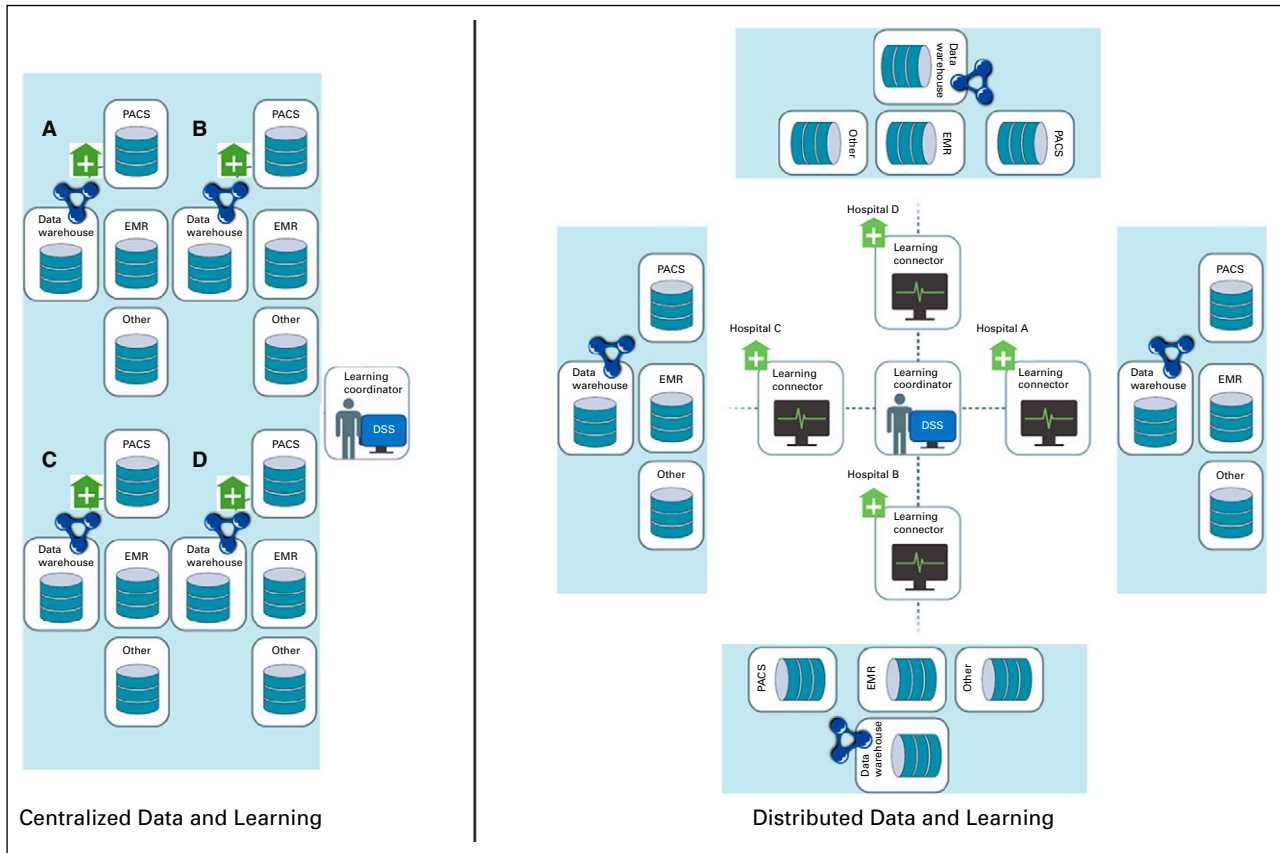 A
PACS
B
PACS
Data
warehouse
EMR
Data
warehouse
EMR
Other
Other
Learning
coordinator
DSS
C
PACS
D
PACS
Data
warehouse
EMR
Data
warehouse
EMR
Other
Other
Centralized Data and Learning
Data
warehouse
Other
EMR
PACS
Hospital D
Learning
connector
PACS
Data
warehouse
EMR
Other
Hospital C
Learning
connector
Learning
coordinator
DSS
Hospital A
Learning
connector
PACS
Data
warehouse
EMR
Other
Hospital B
Learning
connector
PACS
EMR
Other
Data
warehouse
Distributed Data and Learning